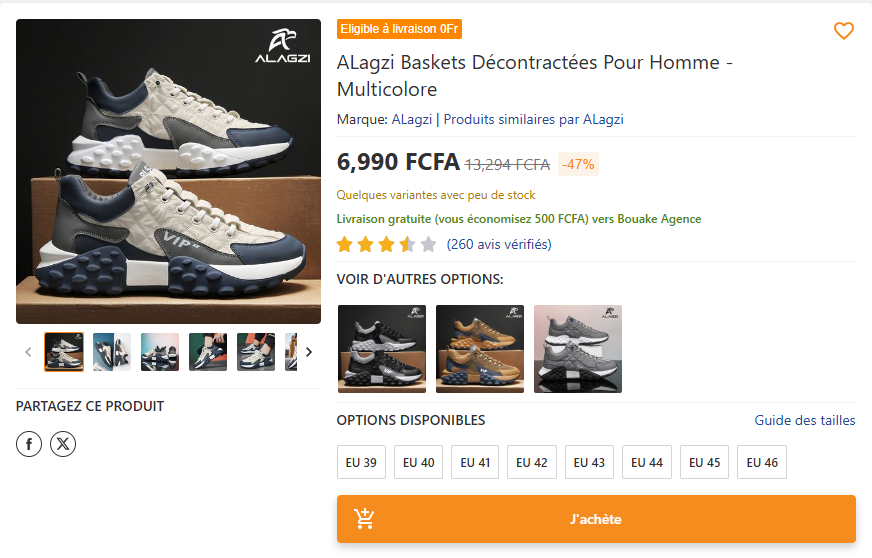 ALAGZI
VIP
Eligible à livraison 0Fr
ALagzi Baskets Décontractées Pour Homme -
Multicolore
Marque: ALagzi | Produits similaires par ALagzi
6,990 FCFA 13,294 FCFA -47%
Quelques variantes avec peu de stock
Livraison gratuite (vous économisez 500 FCFA) vers Bouake Agence
(260 avis vérifiés)
VOIR D'AUTRES OPTIONS:
ALAGZI
ALAGZI
ALAGZI
PARTAGEZ CE PRODUIT
OPTIONS DISPONIBLES
Guide des tailles
EU 39 EU 40 EU 41 EU 42 EU 43 EU 44 EU 45 EU 46
J'achète